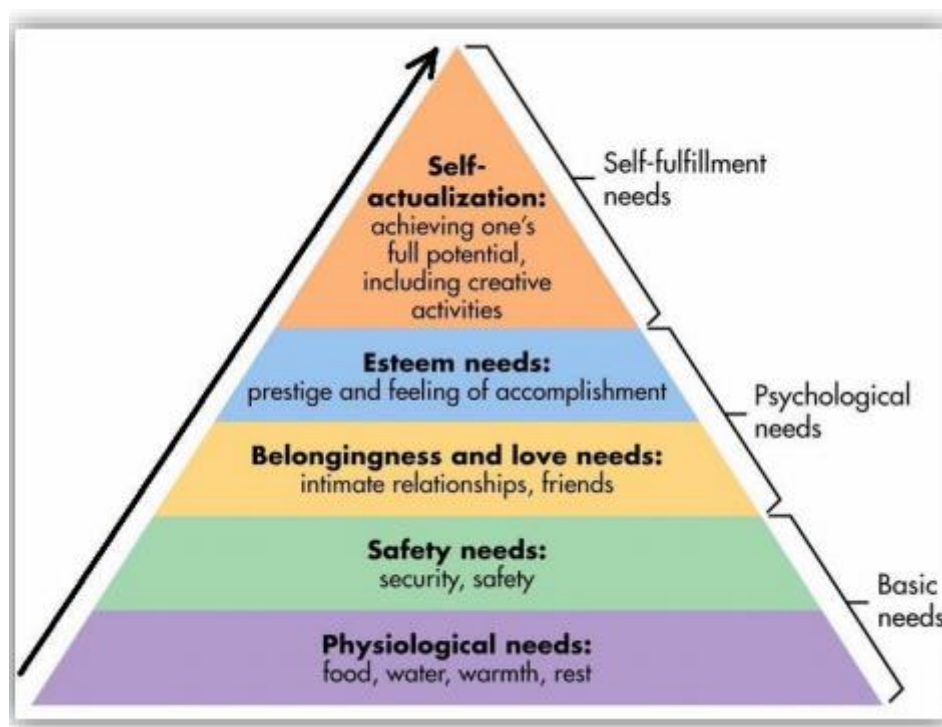 Self-
actualization:
achieving one's
full potential,
including creative
activities
Self-fulfillment
needs
Esteem needs:
prestige and feeling of accomplishment
Psychological
needs
Belongingness and love needs:
intimate relationships, friends
Safety needs:
security, safety
Basic
needs
Physiological needs:
food, water, warmth, rest